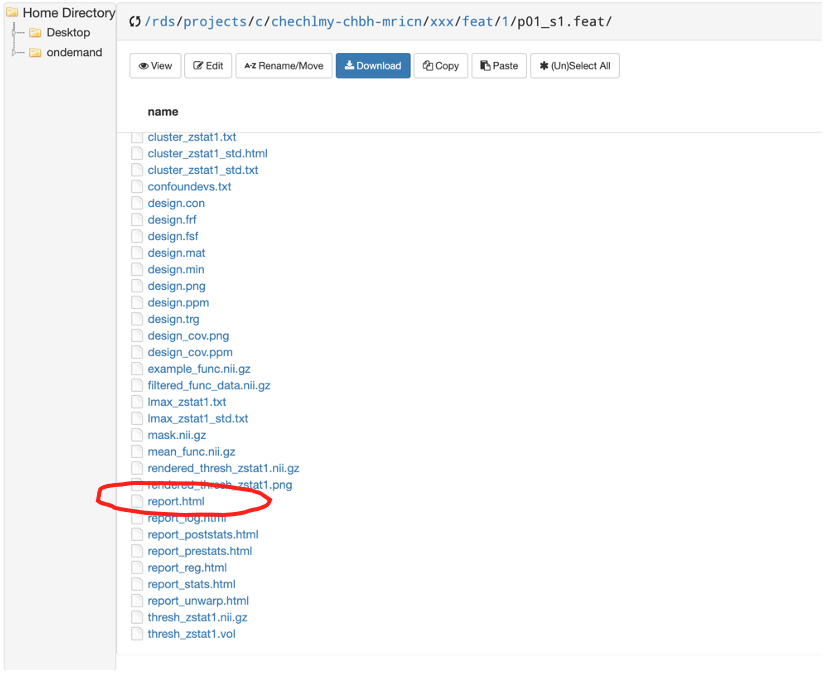 Home Directory
Desktop
ondemand
/rds/projects/c/chechlmy-chbh-mricn/xxx/feat/1/p01_s1.feat/
View Edit A-Z Rename/Move Download Copy Paste (Un)Select All
name
cluster_zstat1.txt
cluster_zstat1_std.html
cluster_zstat1_std.txt
confoundevs.txt
design.con
design.frf
design.fsf
design.mat
design.min
design.png
design.ppm
design.trg
design_cov.png
design_cov.ppm
example_func.nii.gz
filtered_func_data.nii.gz
lmax_zstat1.txt
lmax_zstat1_std.txt
mask.nii.gz
mean_func.nii.gz
rendered_thresh_zstat1.nii.gz
rendered_thresh_zstat1.png
report.html
report_log.html
report_poststats.html
report_prestats.html
report_reg.html
report_stats.html
report_unwarp.html
thresh_zstat1.nii.gz
thresh_zstat1.vol